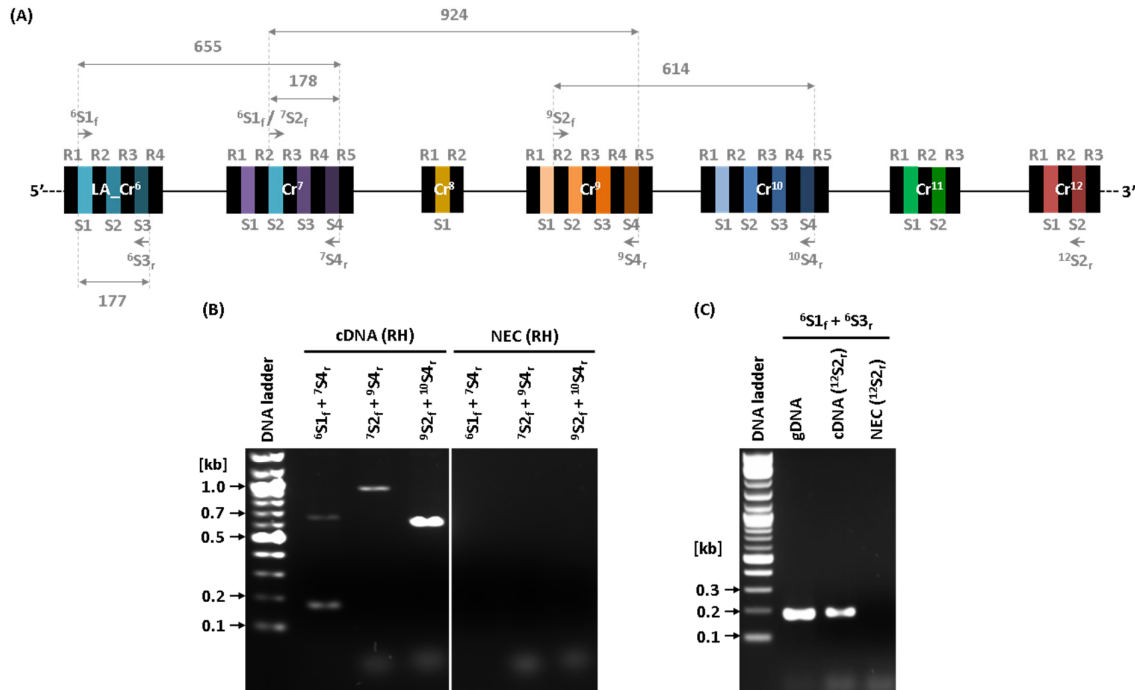 (A)
924
655
614
178
⁶S1f
⁶S1f/ ⁷S2f
⁹S2f
R1 R2 R3 R4 R1 R2 R3 R4 R5 R1 R2 R1 R2 R3 R4 R5 R1 R2 R3 R4 R5 R1 R2 R3 R1 R2 R3
5’ LA_Cr⁶ Cr⁷ Cr⁸ Cr⁹ Cr¹⁰ Cr¹¹ Cr¹² 3’
S1 S2 S3 S1 S2 S3 S4 S1 S1 S2 S3 S4 S1 S2 S3 S4 S1 S2 S1 S2
⁶S3r ⁷S4r ⁹S4r ¹⁰S4r ¹²S2r
177
(B)
cDNA (RH) NEC (RH)
DNA ladder
⁶S1f + ⁷S4r
⁷S2f + ⁹S4r
⁹S2f + ¹⁰S4r
⁶S1f + ⁷S4r
⁷S2f + ⁹S4r
⁹S2f + ¹⁰S4r
[kb]
1.0
0.7
0.5
0.2
0.1
(C)
⁶S1f + ⁶S3r
DNA ladder
gDNA
cDNA (¹²S2r)
NEC (¹²S2r)
[kb]
0.3
0.2
0.1